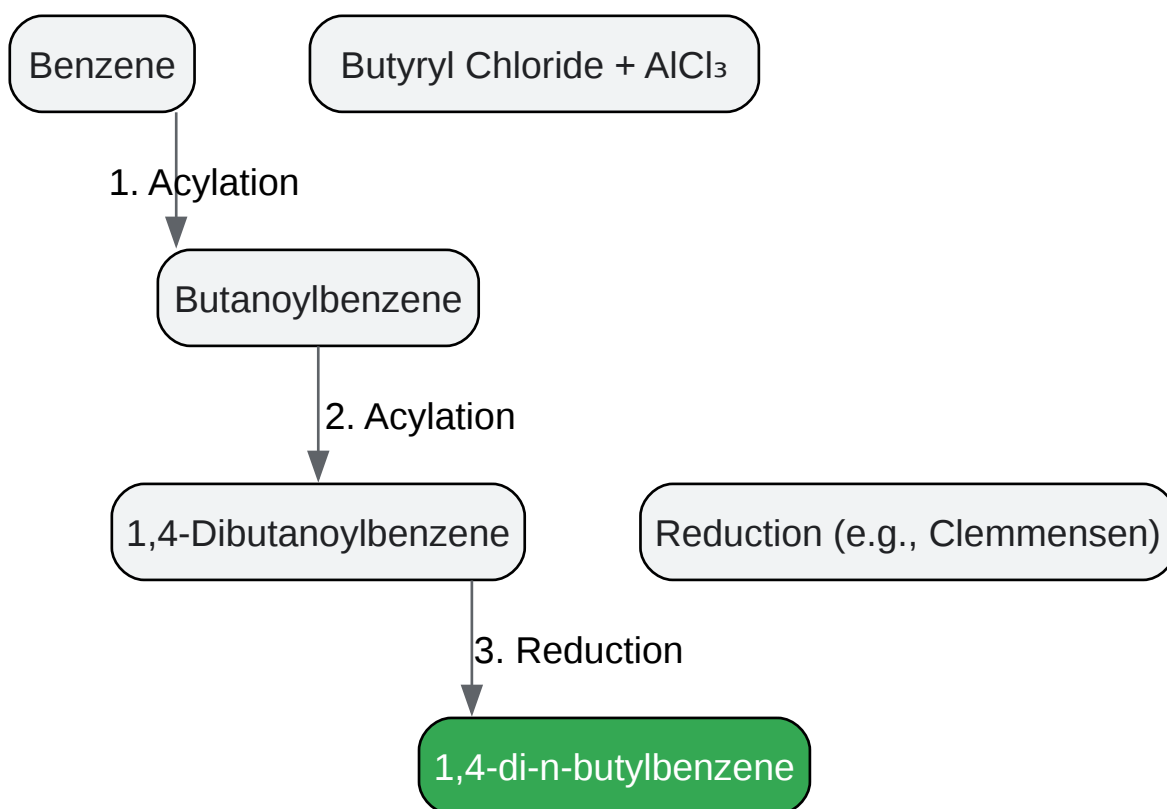 Benzene
Butyryl Chloride + AlCl₃
1. Acylation
Butanoylbenzene
2. Acylation
1,4-Dibutanoylbenzene
Reduction (e.g., Clemmensen)
3. Reduction
1,4-di-n-butylbenzene